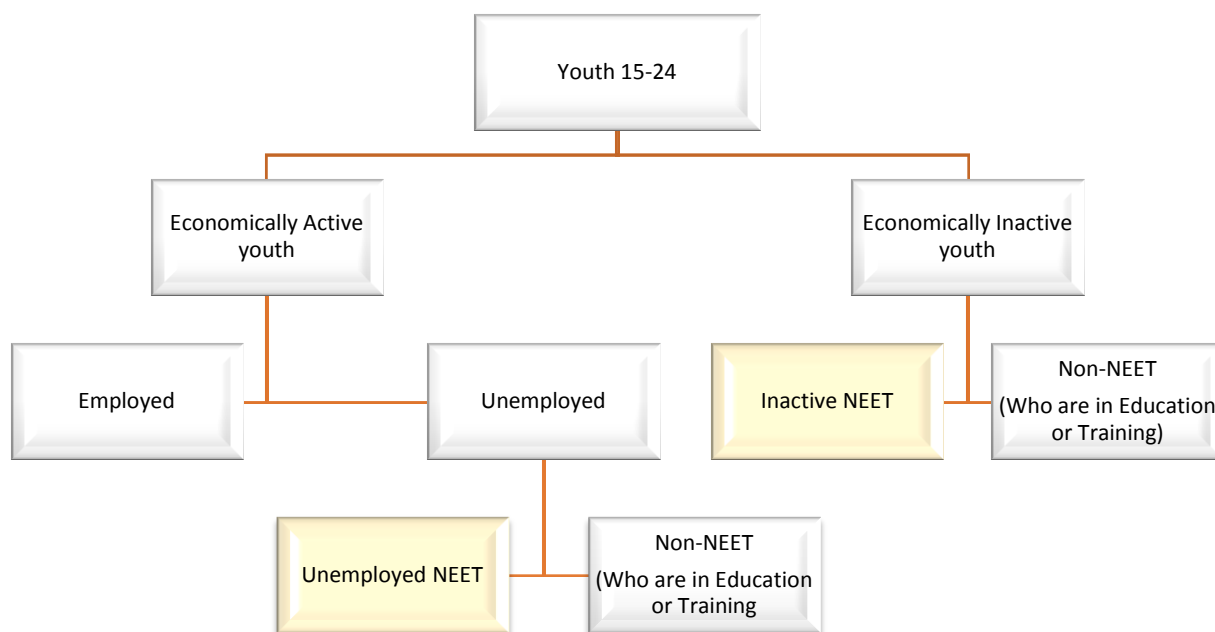 Youth 15-24
Economically Active
youth
Economically Inactive
youth
Employed
Unemployed
Inactive NEET
Non-NEET
(Who are in Education
or Training)
Unemployed NEET
Non-NEET
(Who are in Education
or Training